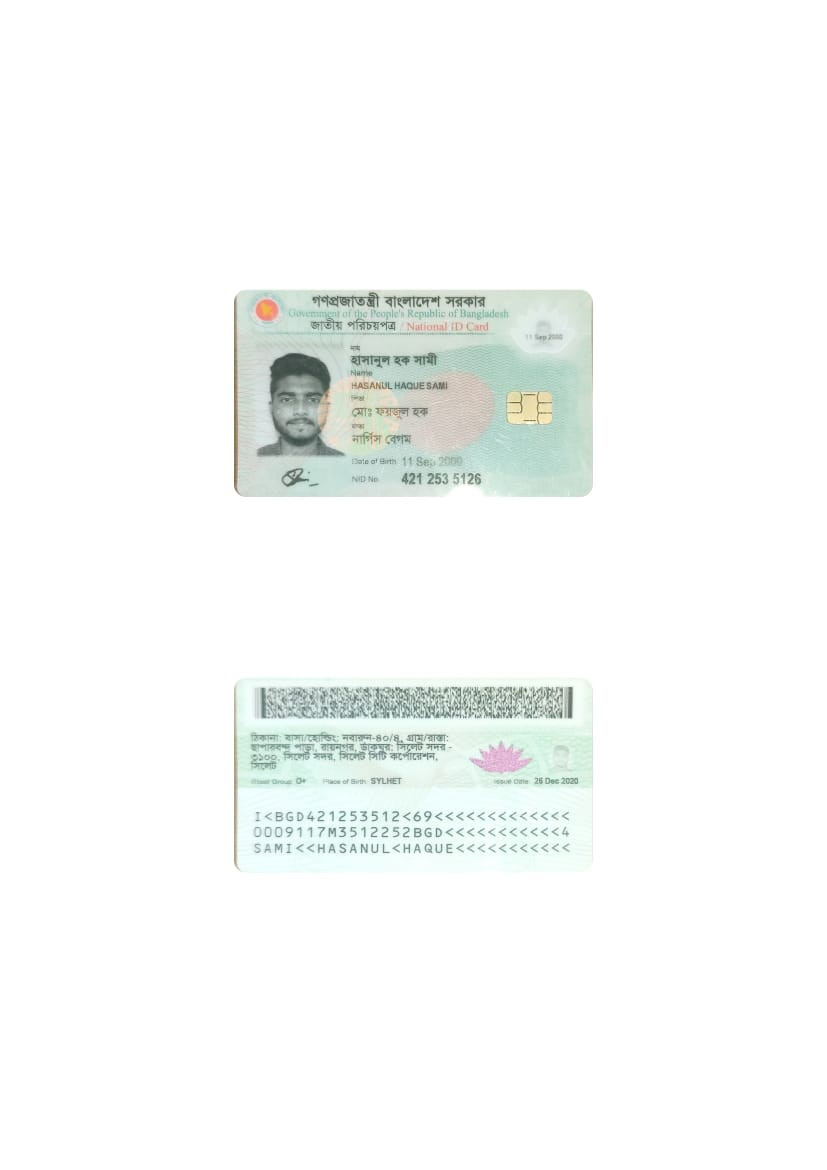 গণপ্রজাতন্ত্রী বাংলাদেশ সরকার
Government of the People's Republic of Bangladesh
জাতীয় পরিচয়পত্র / National ID Card
11 Sep 2000
নাম
হাসানুল হক সামী
Name
HASANUL HAQUE SAMI
পিতা
মোঃ ফয়জুল হক
মাতা
নার্গিস বেগম
Date of Birth 11 Sep 2000
NID No. 421 253 5126
ঠিকানা: বাসা/হোল্ডিং: নবারুন-৪০/৪, গ্রাম/রাস্তা:
ছাপারবন্দ পাড়া, রায়নগর, ডাকঘর: সিলেট সদর -
৩১০০, সিলেট সদর, সিলেট সিটি কর্পোরেশন,
সিলেট
Blood Group: O+ Place of Birth: SYLHET Issue Date: 26 Dec 2020
I<BGD421253512<69<<<<<<<<<<<<<
0009117M3512252BGD<<<<<<<<<<<4
SAMI<<HASANUL<HAQUE<<<<<<<<<<<